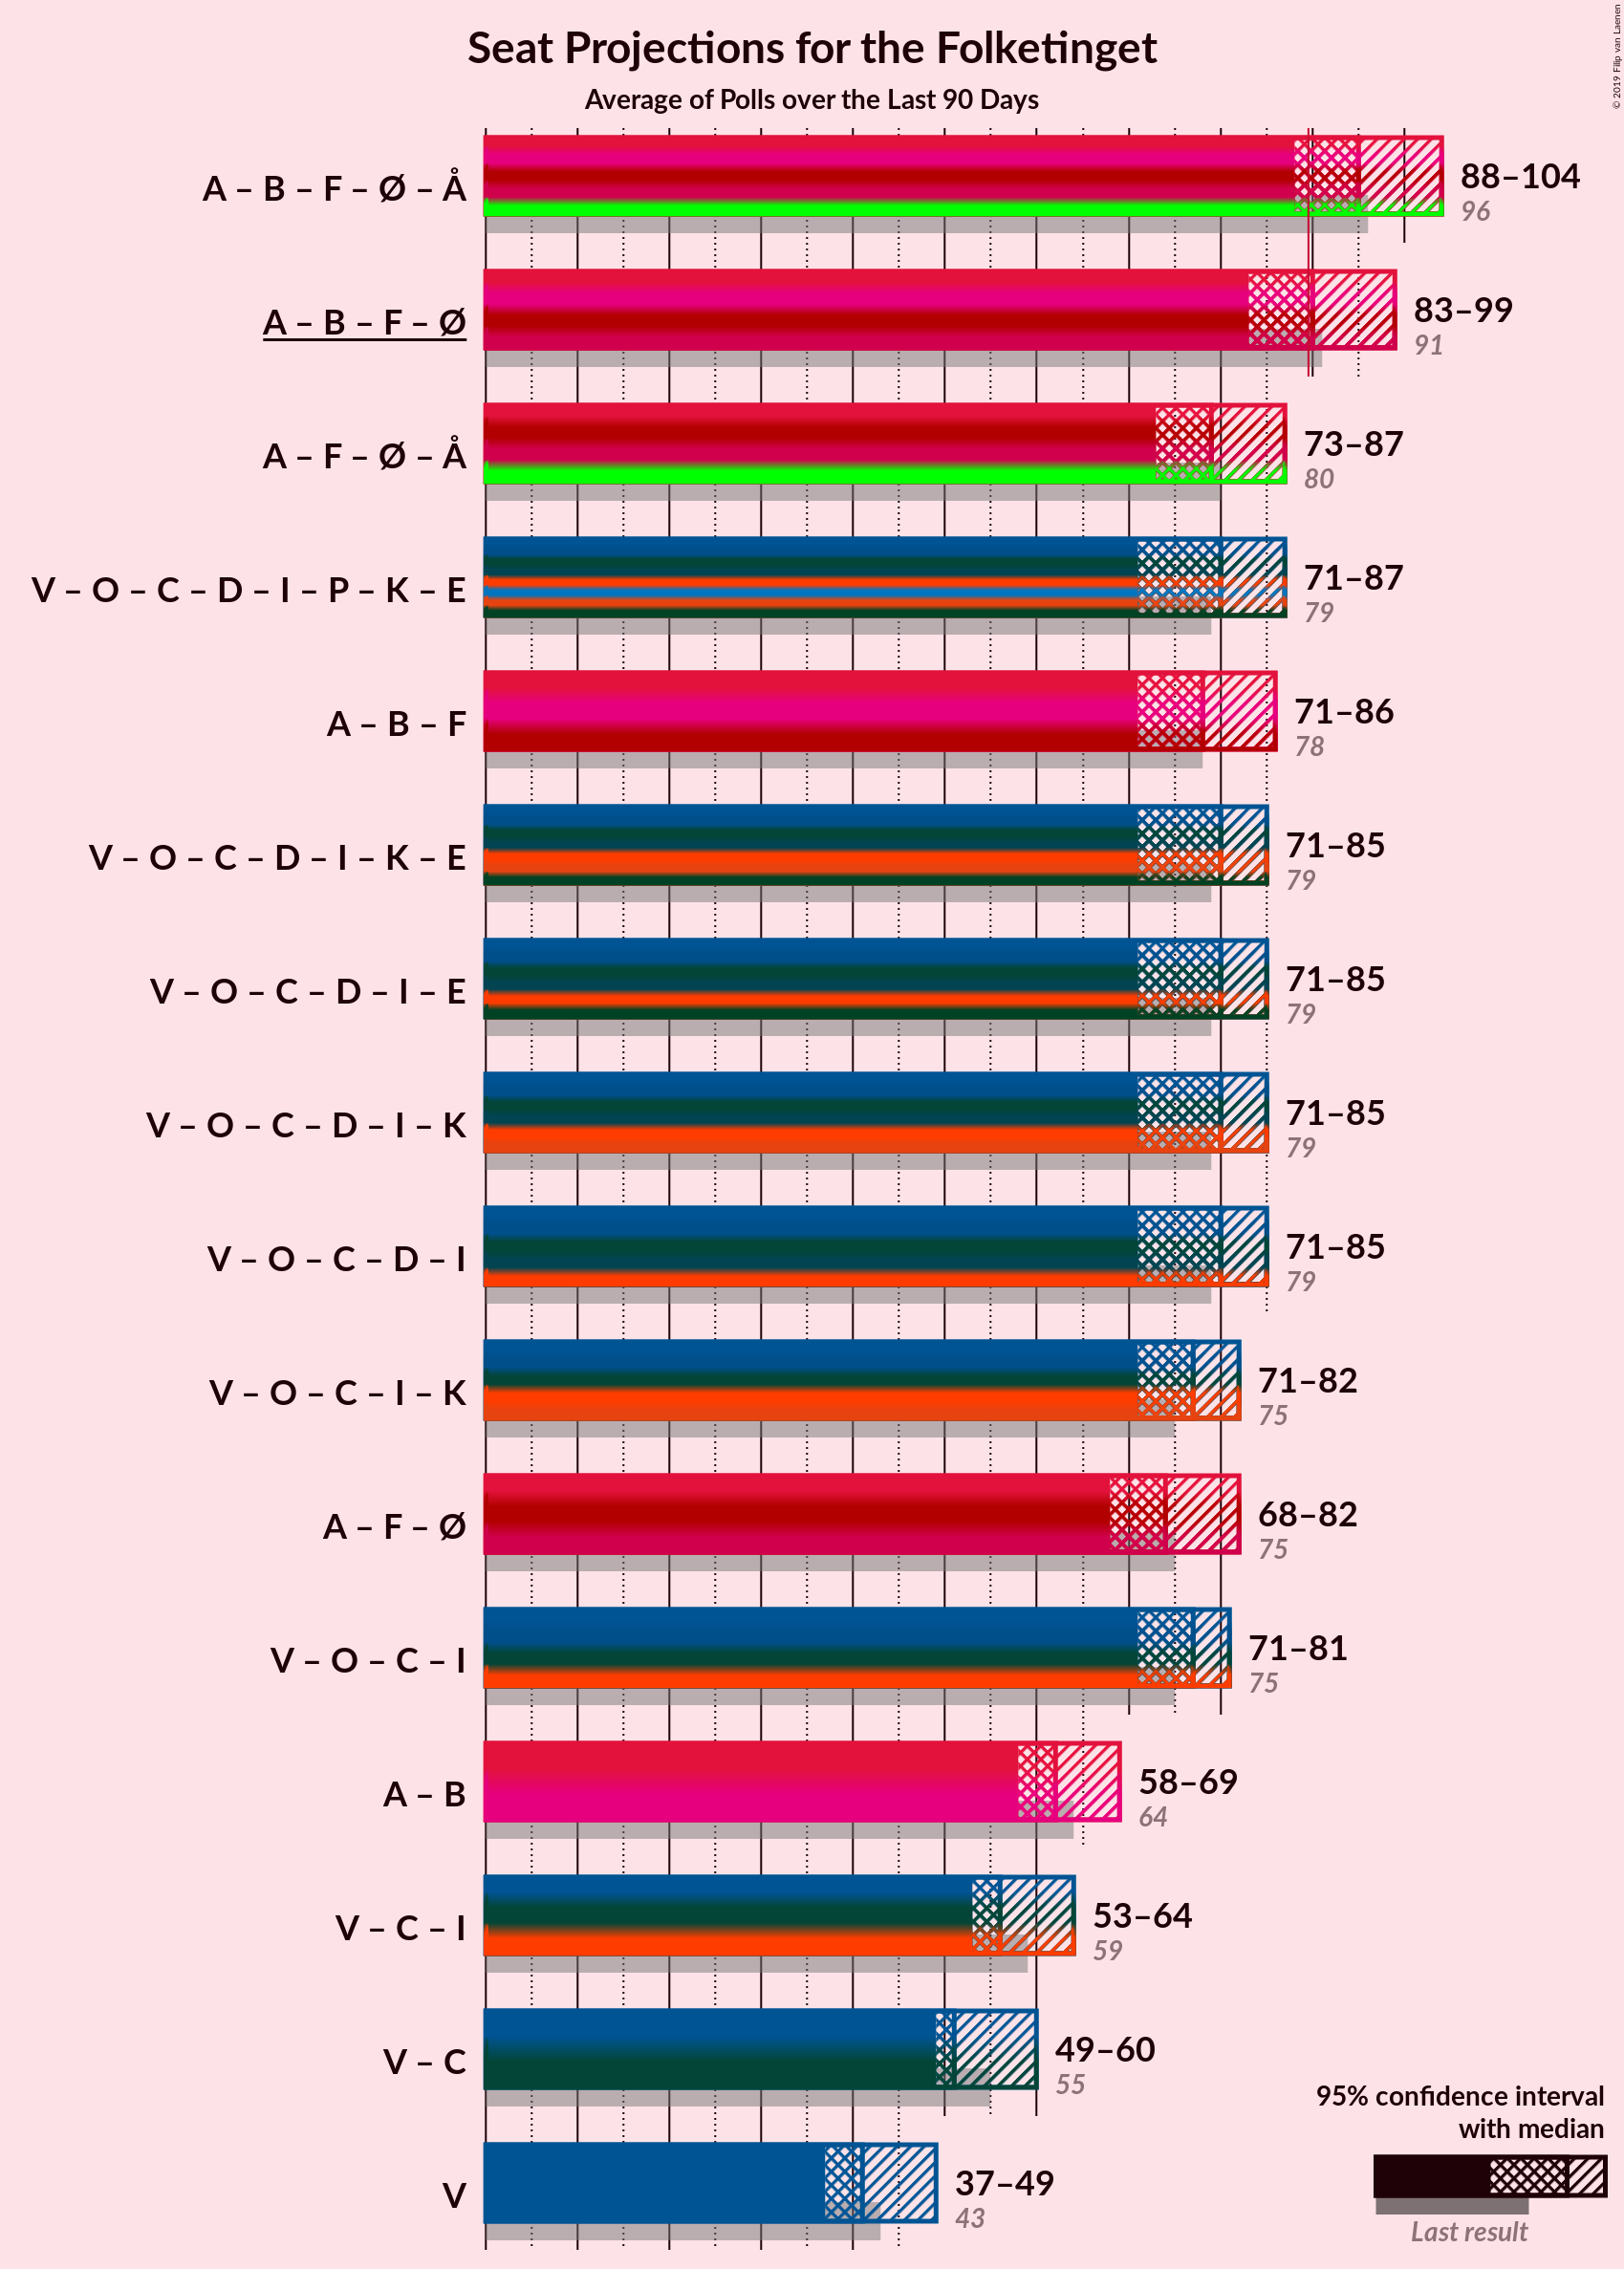 Seat Projections for the Folketinget
Average of Polls over the Last 90 Days
© 2019 Filip van Laenen
A – B – F – Ø – Å
88–104
96
A – B – F – Ø
83–99
91
A – F – Ø – Å
73–87
80
V – O – C – D – I – P – K – E
71–87
79
A – B – F
71–86
78
V – O – C – D – I – K – E
71–85
79
V – O – C – D – I – E
71–85
79
V – O – C – D – I – K
71–85
79
V – O – C – D – I
71–85
79
V – O – C – I – K
71–82
75
A – F – Ø
68–82
75
V – O – C – I
71–81
75
A – B
58–69
64
V – C – I
53–64
59
V – C
49–60
55
V
37–49
43
95% confidence interval
with median
Last result